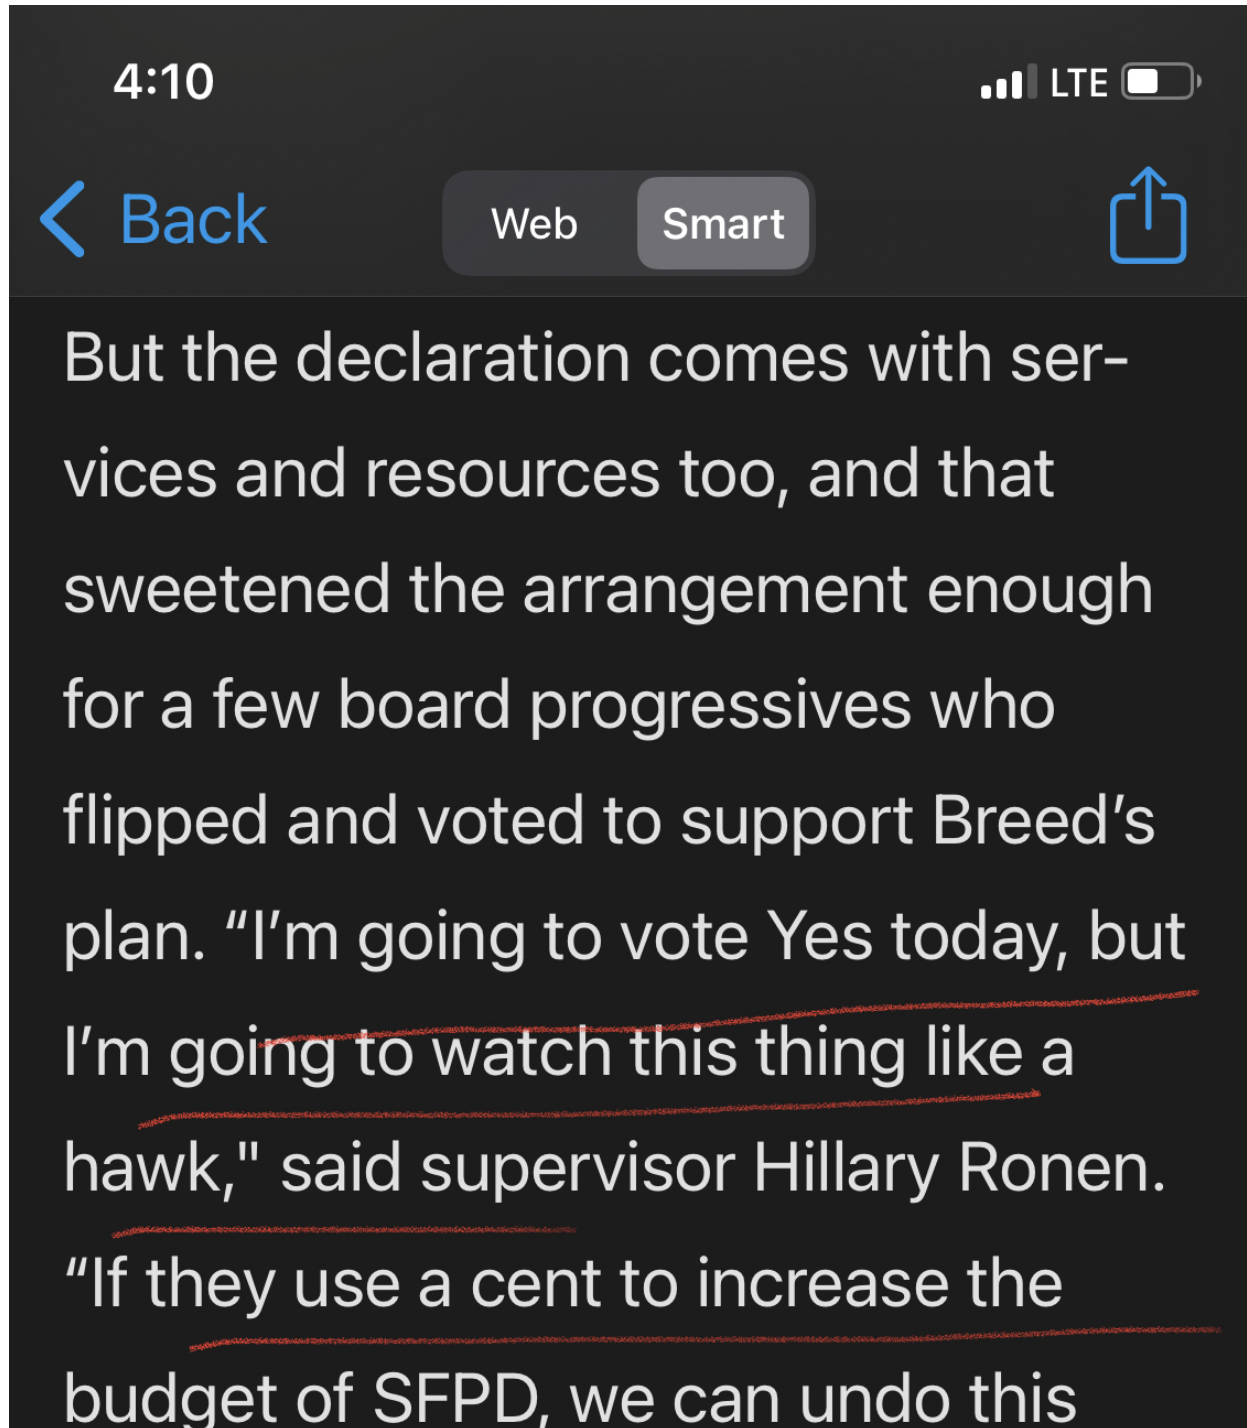 4:10
LTE
Back
Web
Smart
But the declaration comes with ser-
vices and resources too, and that
sweetened the arrangement enough
for a few board progressives who
flipped and voted to support Breed’s
plan. “I’m going to vote Yes today, but
I’m going to watch this thing like a
hawk," said supervisor Hillary Ronen.
“If they use a cent to increase the
budget of SFPD, we can undo this